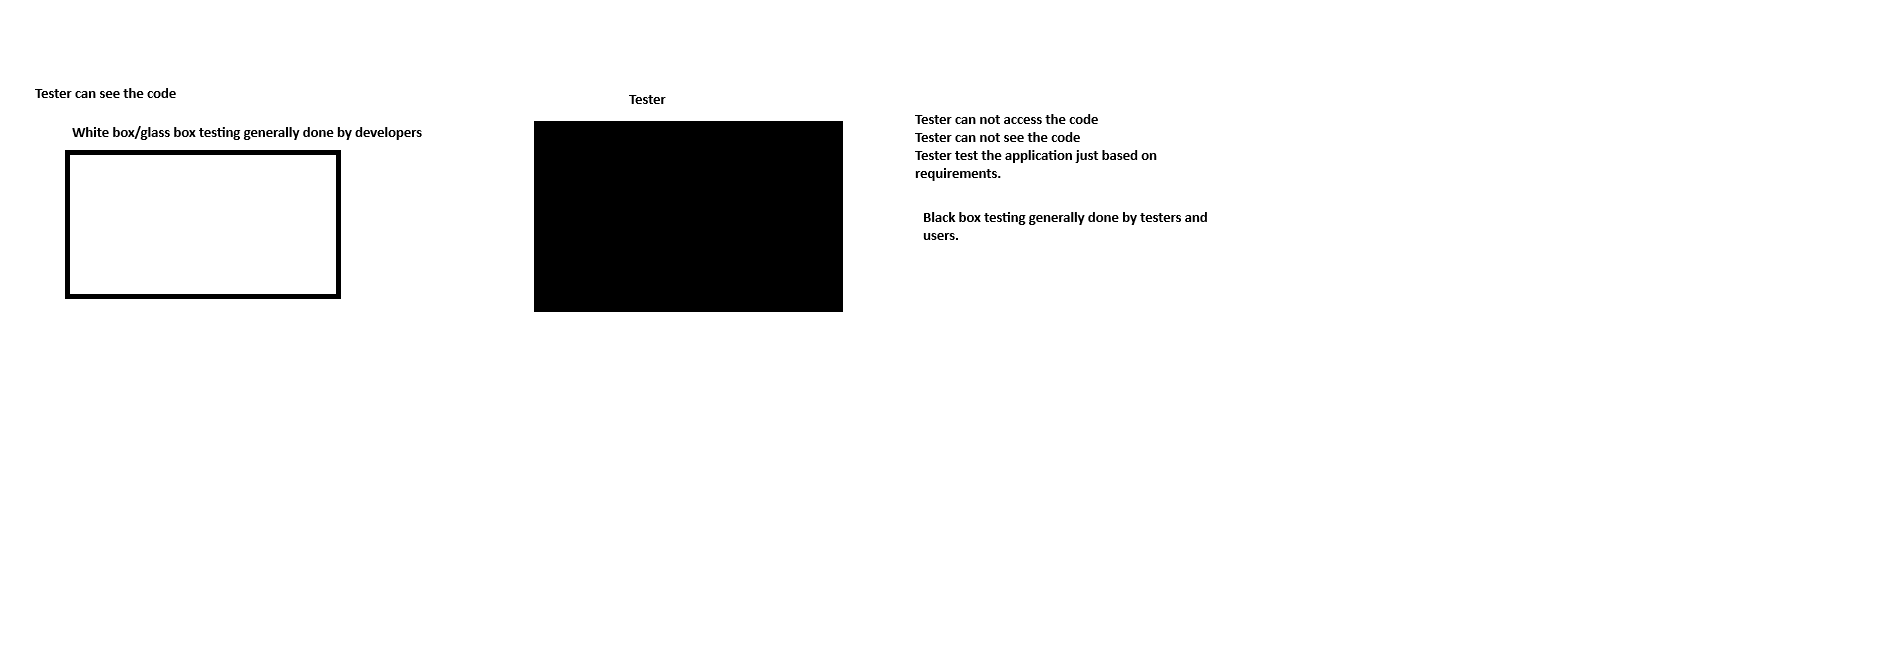 Tester can see the code
White box/glass box testing generally done by developers
Tester
Tester can not access the code
Tester can not see the code
Tester test the application just based on
requirements.
Black box testing generally done by testers and
users.